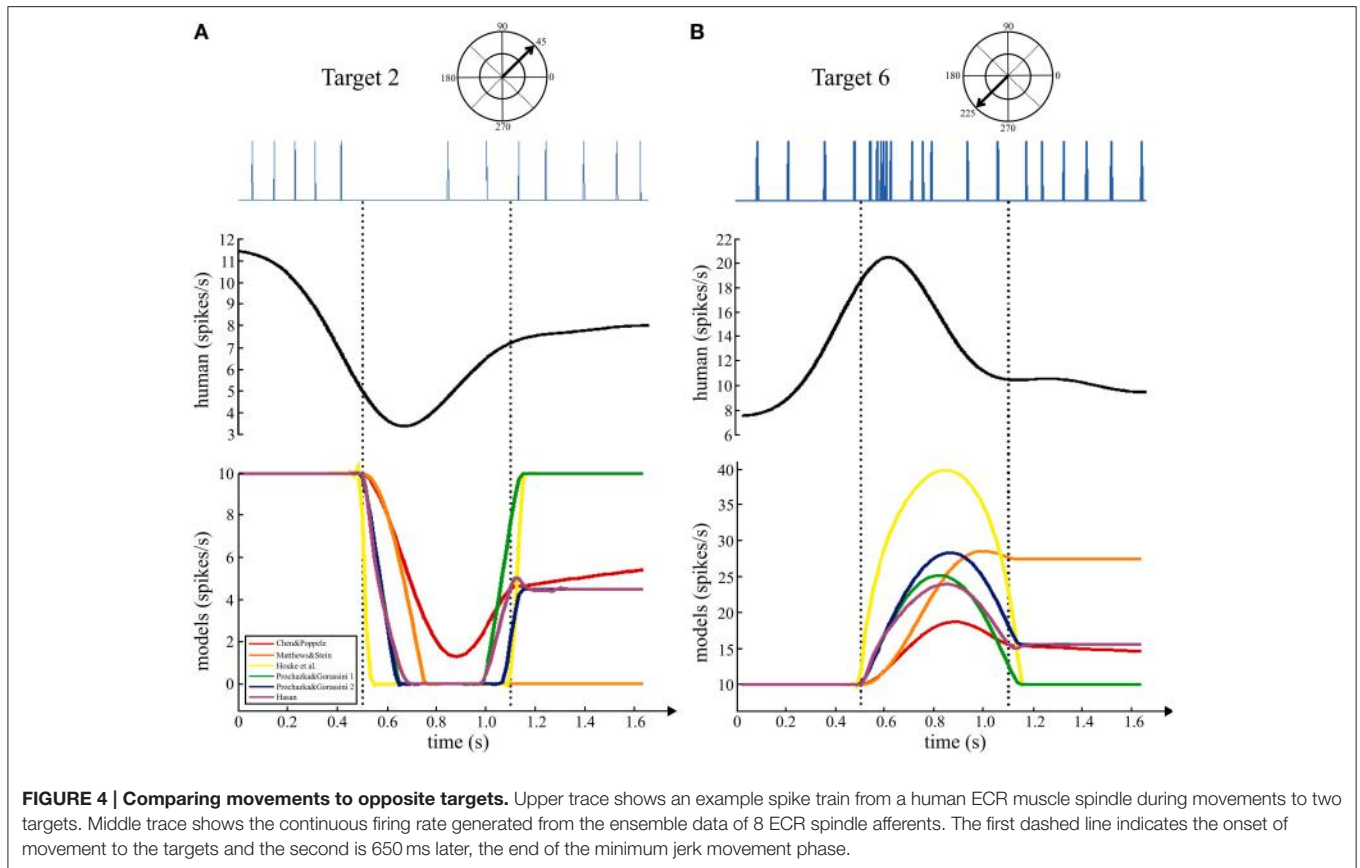 A
Target 2
90
45
180
0
270
B
Target 6
90
180
0
225
270
human (spikes/s)
12
11
10
9
8
7
6
5
4
3
human (spikes/s)
22
20
18
16
14
12
10
8
6
models (spikes/s)
10
8
6
4
2
0
Chen&Poppele
Matthews&Stein
Houke et al.
Prochazka&Gorassini 1
Prochazka&Gorassini 2
Hasan
0 0.2 0.4 0.6 0.8 1.0 1.2 1.4 1.6
time (s)
models (spikes/s)
40
35
30
25
20
15
10
0 0.2 0.4 0.6 0.8 1.0 1.2 1.4 1.6
time (s)
FIGURE 4 | Comparing movements to opposite targets. Upper trace shows an example spike train from a human ECR muscle spindle during movements to two
targets. Middle trace shows the continuous firing rate generated from the ensemble data of 8 ECR spindle afferents. The first dashed line indicates the onset of
movement to the targets and the second is 650 ms later, the end of the minimum jerk movement phase.